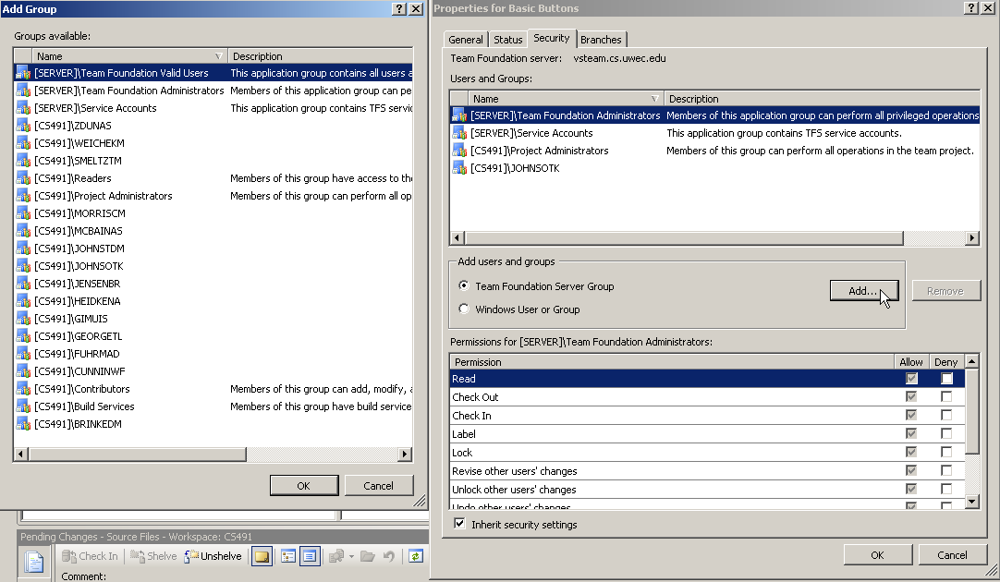 Add Group
Groups available:
Name Description
[SERVER]\Team Foundation Valid Users This application group contains all users a
[SERVER]\Team Foundation Administrators Members of this application group can pe
[SERVER]\Service Accounts This application group contains TFS servic
[CS491]\ZDUNAS
[CS491]\WEICHEKM
[CS491]\SMELTZTM
[CS491]\Readers Members of this group have access to the
[CS491]\Project Administrators Members of this group can perform all op
[CS491]\MORRISCM
[CS491]\MCBAINAS
[CS491]\JOHNSTDM
[CS491]\JOHNSOTK
[CS491]\JENSENBR
[CS491]\HEIDKENA
[CS491]\GIMUIS
[CS491]\GEORGETL
[CS491]\FUHRMAD
[CS491]\CUNNINWF
[CS491]\Contributors Members of this group can add, modify, a
[CS491]\Build Services Members of this group have build service
[CS491]\BRINKEDM
OK Cancel
Pending Changes - Source Files - Workspace: CS491
Check In Shelve Unshelve
Comment:
Properties for Basic Buttons
General Status Security Branches
Team Foundation server: vsteam.cs.uwec.edu
Users and Groups:
Name Description
[SERVER]\Team Foundation Administrators Members of this application group can perform all privileged operations
[SERVER]\Service Accounts This application group contains TFS service accounts.
[CS491]\Project Administrators Members of this group can perform all operations in the team project.
[CS491]\JOHNSOTK
Add users and groups
Team Foundation Server Group
Windows User or Group
Add... Remove
Permissions for [SERVER]\Team Foundation Administrators:
Permission Allow Deny
Read
Check Out
Check In
Label
Lock
Revise other users' changes
Unlock other users' changes
Undo other users' changes
Inherit security settings
OK Cancel